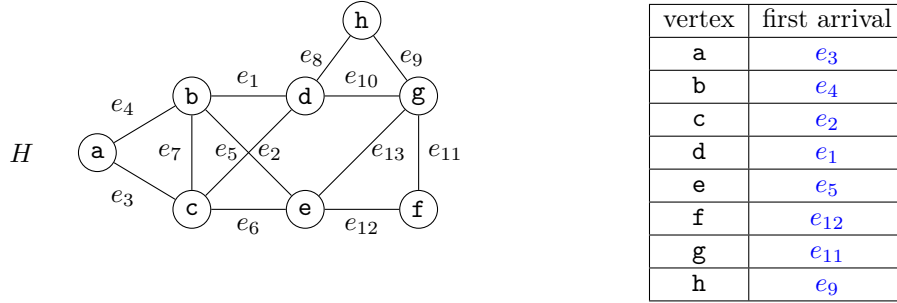 h
vertex first arrival
e₈ e₉
a e₃
e₁ e₁₀
b e₄
b d g
e₄
c e₂
H a e₇ e₅ e₂ e₁₃ e₁₁
d e₁
e₃
e e₅
c e f
f e₁₂
e₆ e₁₂
g e₁₁
h e₉